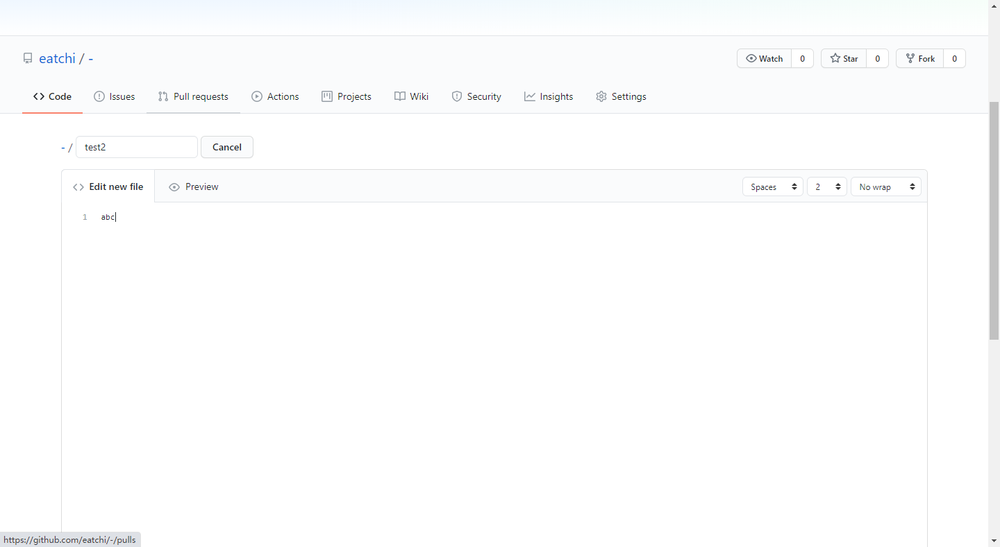 eatchi / -
Watch 0 Star 0 Fork 0
Code Issues Pull requests Actions Projects Wiki Security Insights Settings
- / test2 Cancel
Edit new file Preview Spaces 2 No wrap
1 abc
https://github.com/eatchi/-/pulls